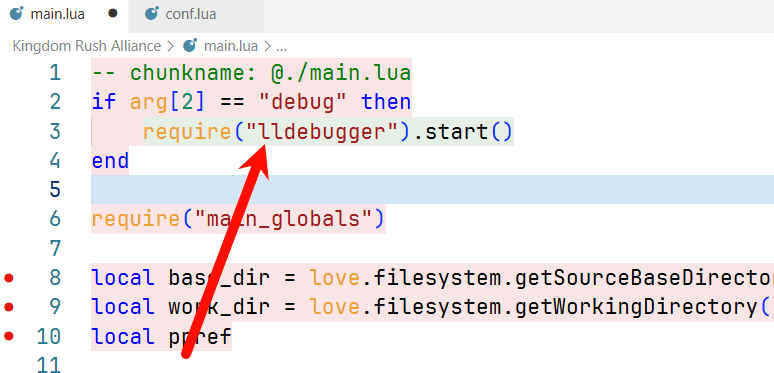 main.lua ● conf.lua
Kingdom Rush Alliance > main.lua > ...
1 -- chunkname: @./main.lua
2 if arg[2] == "debug" then
3     require("lldebugger").start()
4 end
5
6 require("main_globals")
7
8 local base_dir = love.filesystem.getSourceBaseDirecto
9 local work_dir = love.filesystem.getWorkingDirectory(
10 local ppref
11